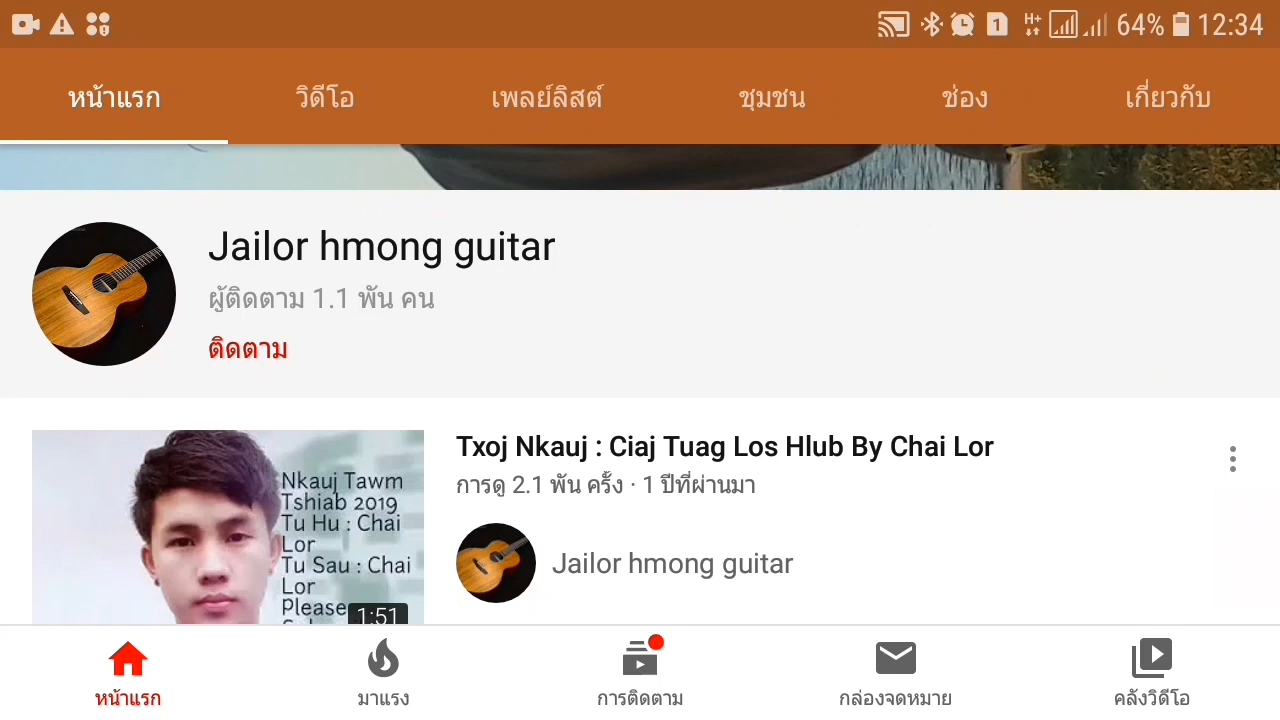 1 H+ 64% 12:34
หน้าแรก วิดีโอ เพลย์ลิสต์ ชุมชน ช่อง เกี่ยวกับ
Jailor hmong guitar
ผู้ติดตาม 1.1 พัน คน
ติดตาม
Nkauj Tawm
Tshiab 2019
Tu Hu : Chai
Lor
Tu Sau : Chai
Lor
Please
1:51
Txoj Nkauj : Ciaj Tuag Los Hlub By Chai Lor
การดู 2.1 พัน ครั้ง · 1 ปีที่ผ่านมา
Jailor hmong guitar
หน้าแรก มาแรง การติดตาม กล่องจดหมาย คลังวิดีโอ